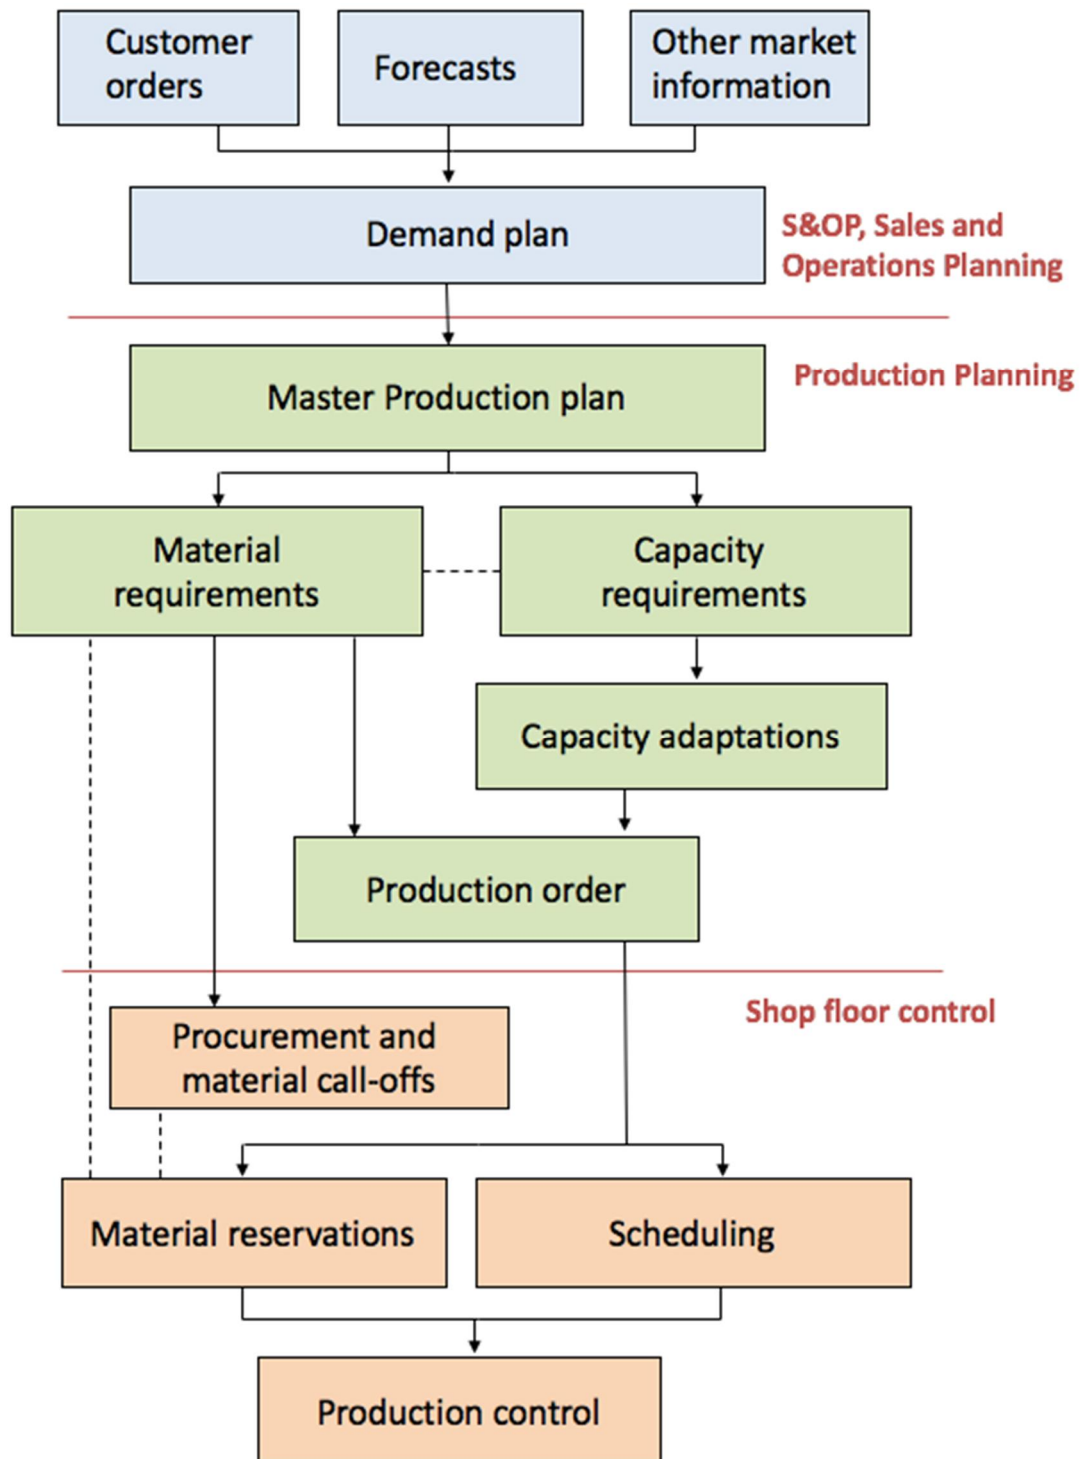 Customer
orders
Forecasts
Other market
information
Demand plan
S&OP, Sales and
Operations Planning
Master Production plan
Production Planning
Material
requirements
Capacity
requirements
Capacity adaptations
Production order
Shop floor control
Procurement and
material call-offs
Material reservations
Scheduling
Production control